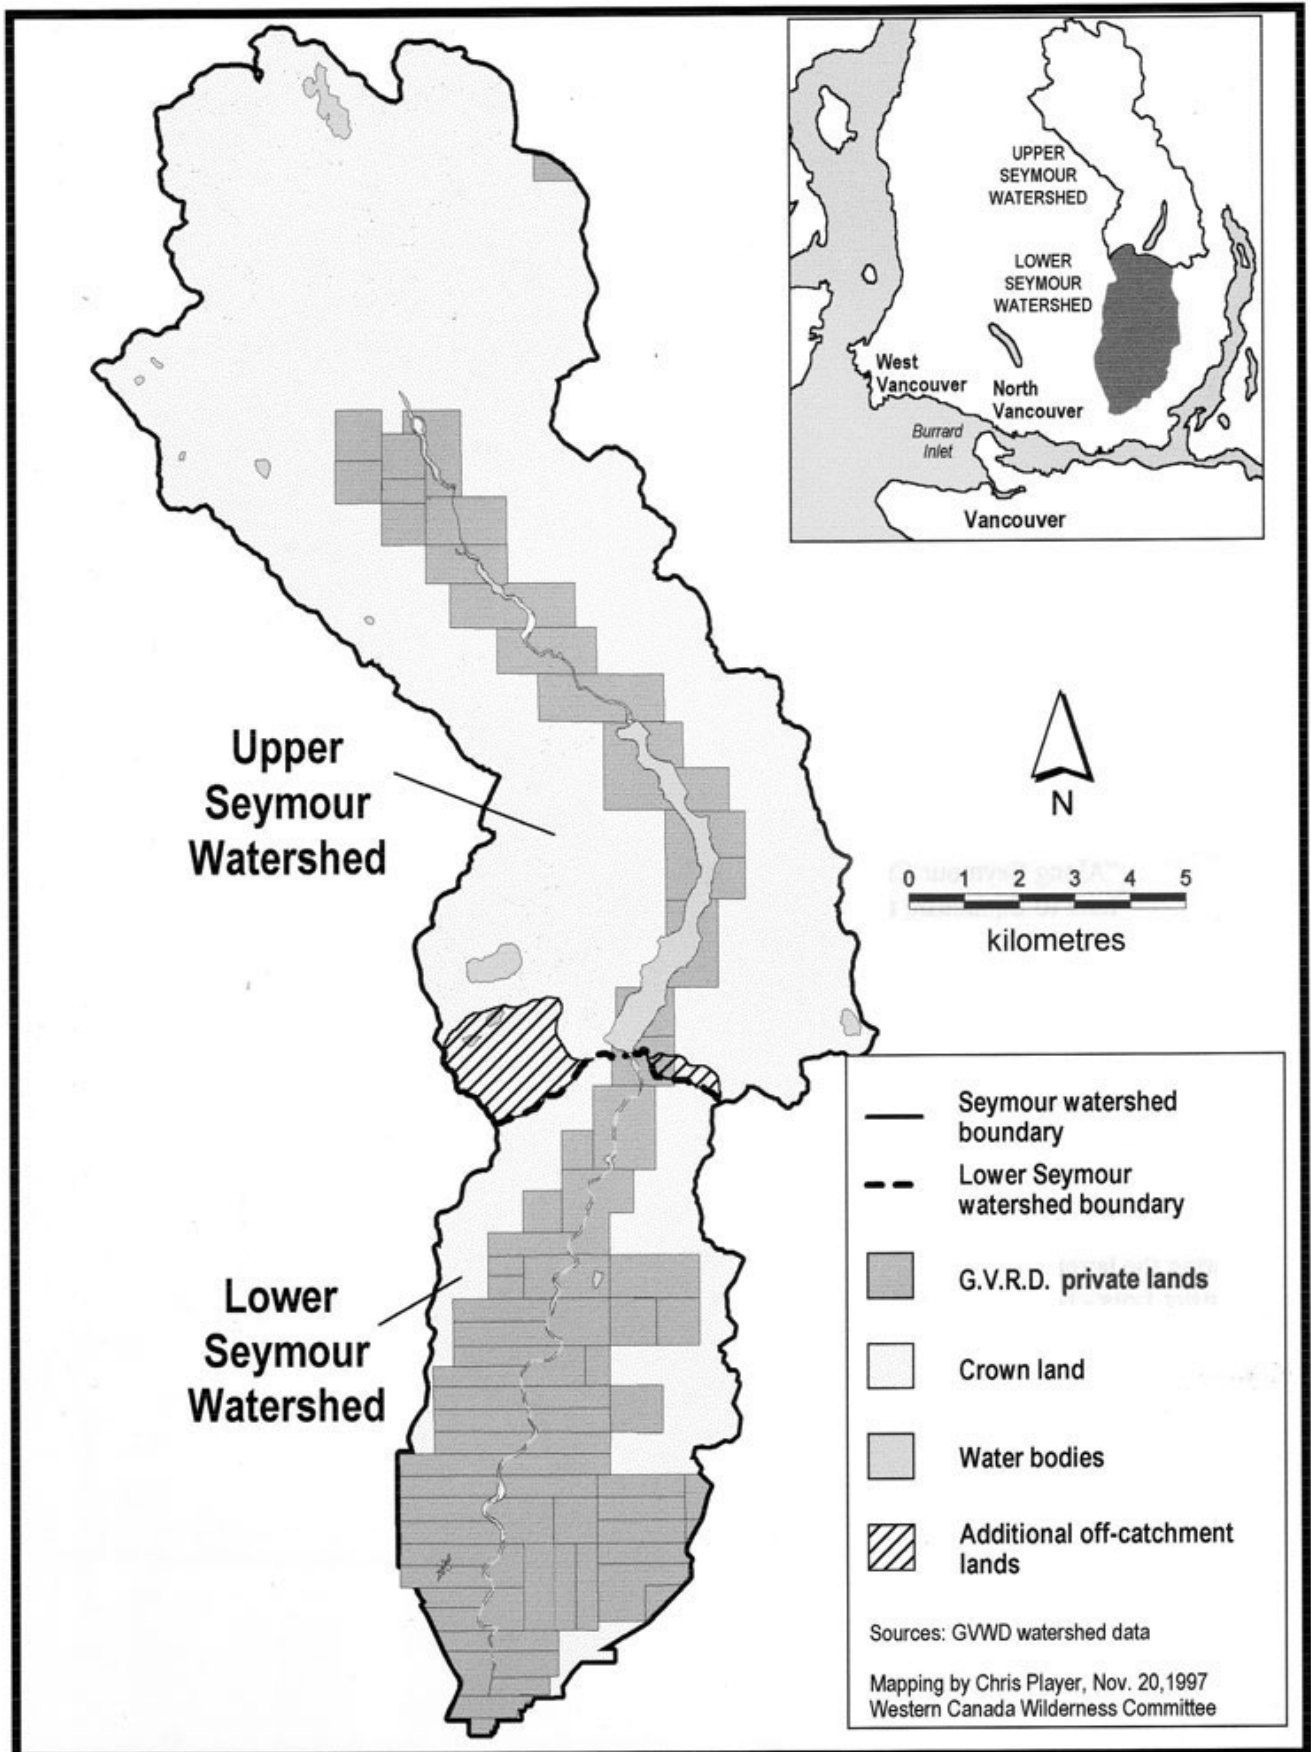 UPPER
SEYMOUR
WATERSHED
LOWER
SEYMOUR
WATERSHED
West
Vancouver
North
Vancouver
Burrard
Inlet
Vancouver
Upper
Seymour
Watershed
N
0 1 2 3 4 5
kilometres
Lower
Seymour
Watershed
Seymour watershed
boundary
Lower Seymour
watershed boundary
G.V.R.D. private lands
Crown land
Water bodies
Additional off-catchment
lands
Sources: GVWD watershed data
Mapping by Chris Player, Nov. 20,1997
Western Canada Wilderness Committee